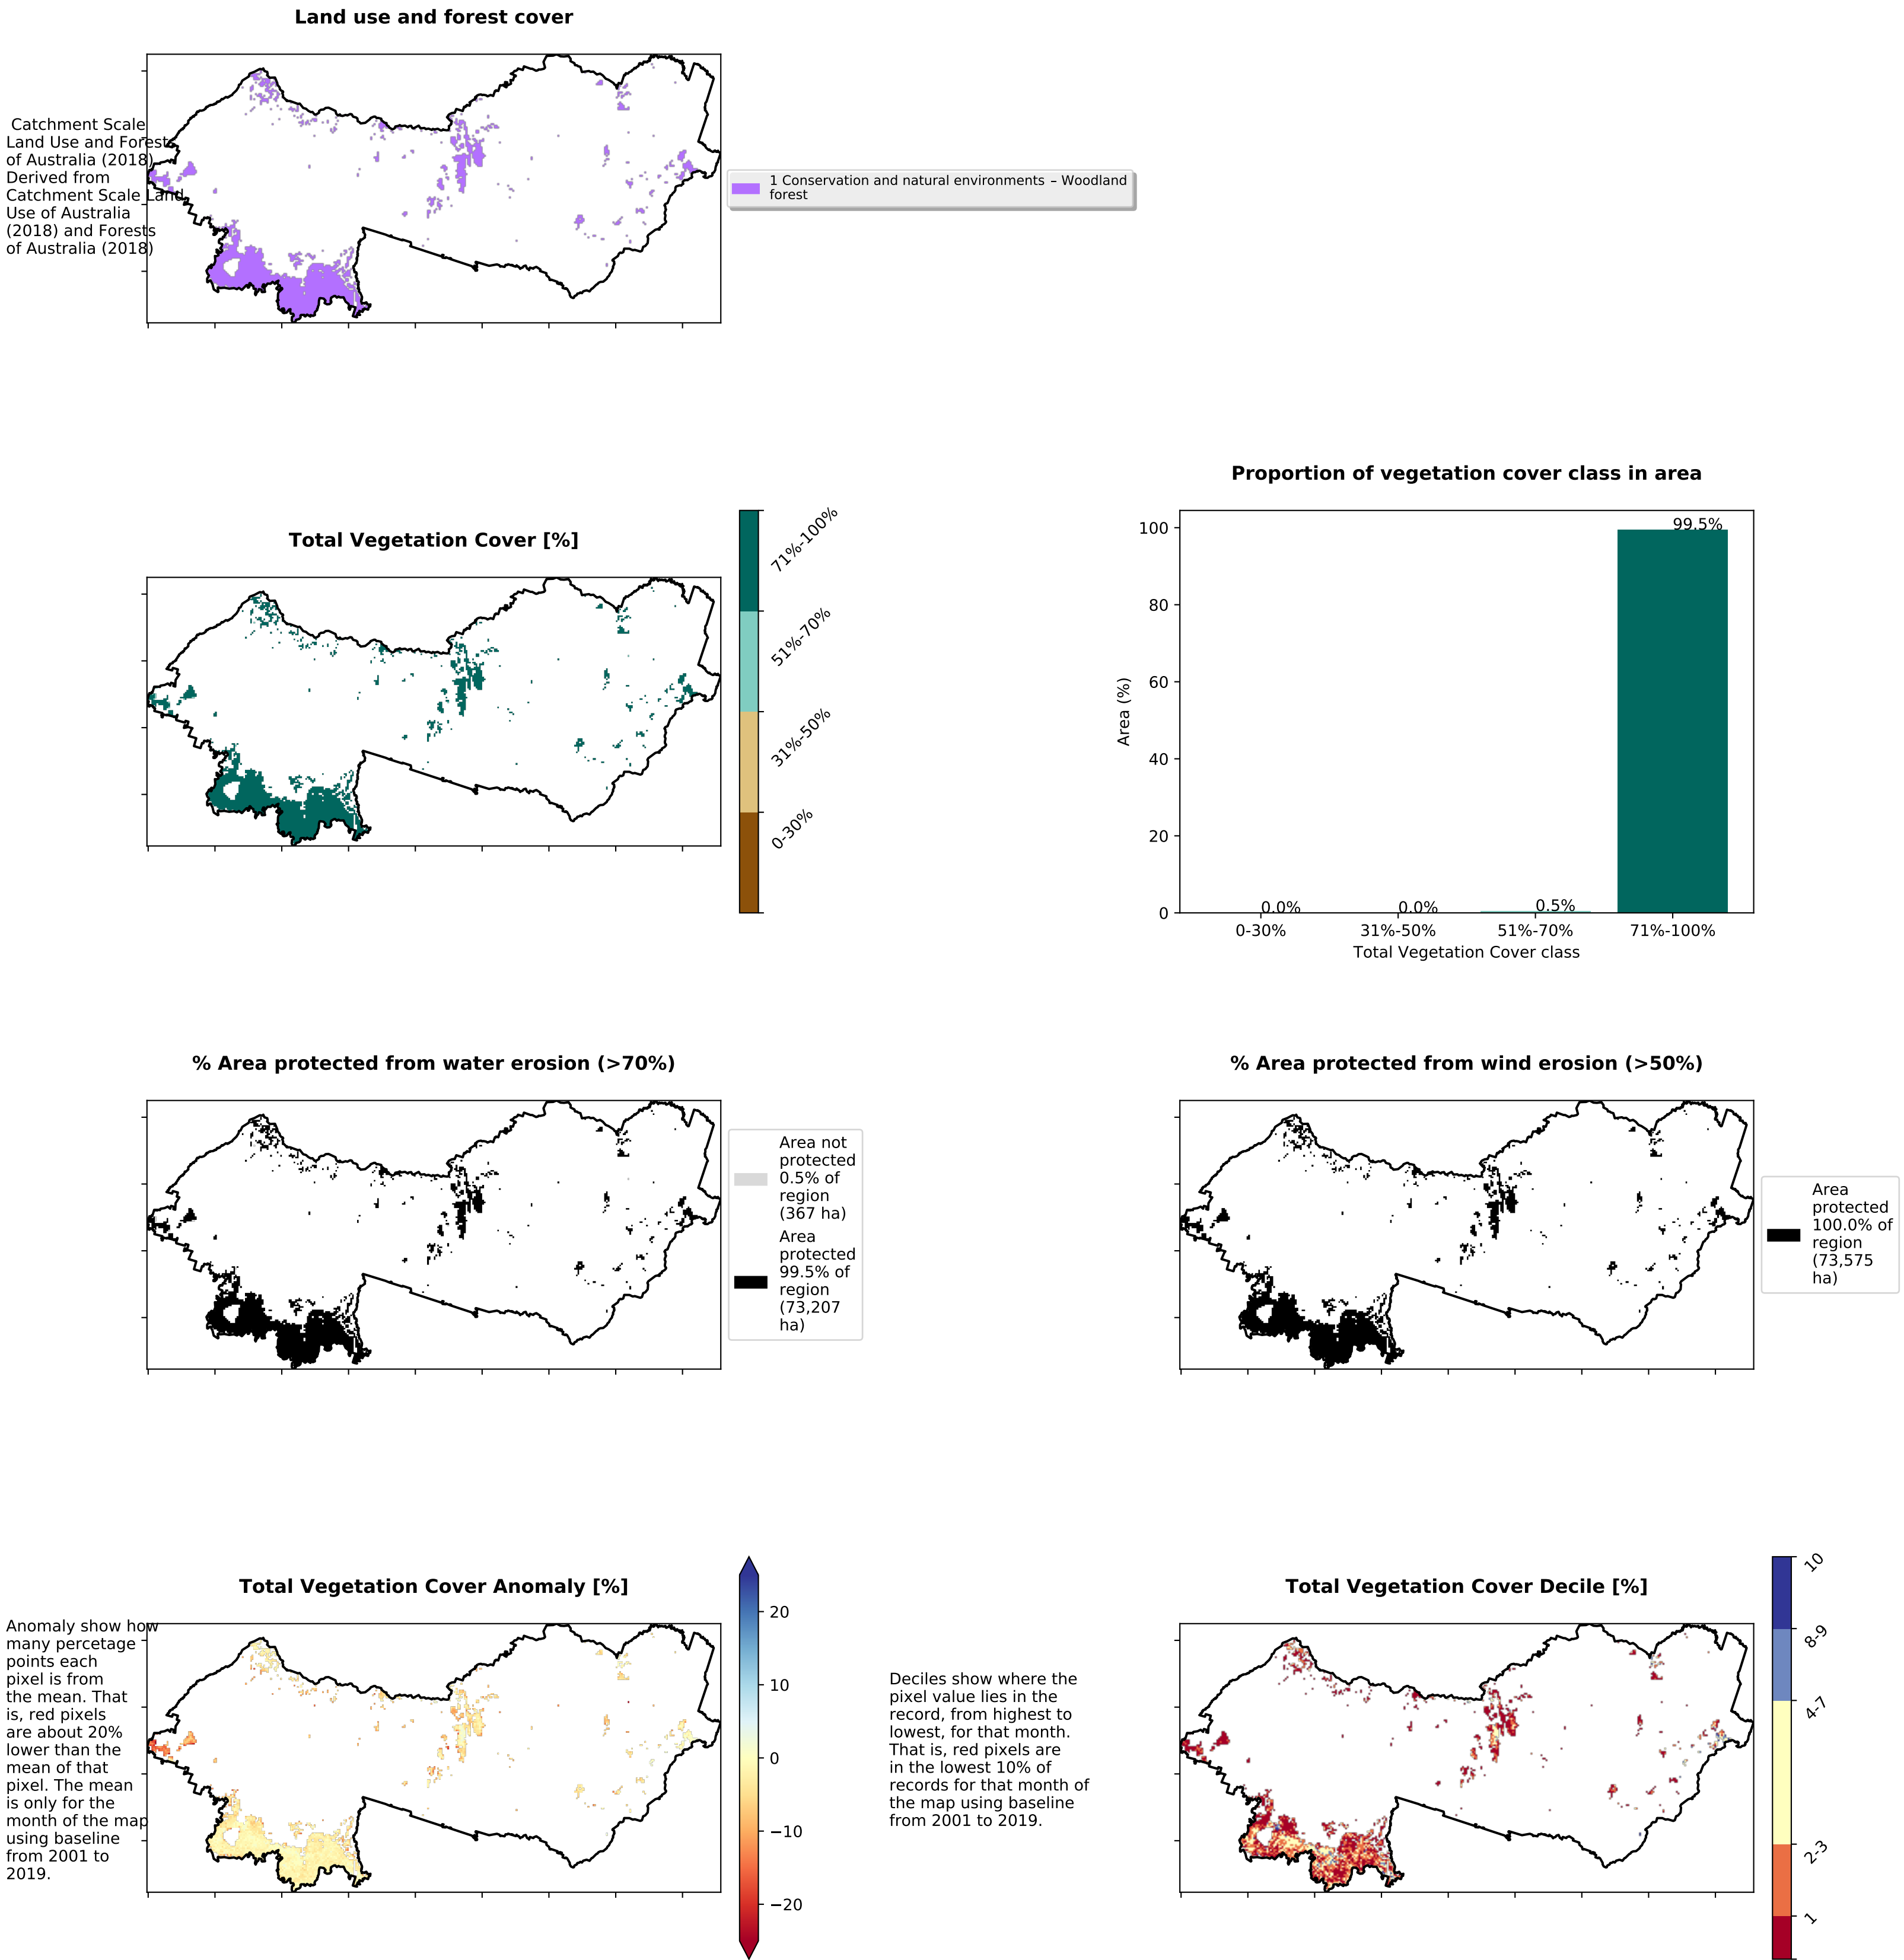 Land use and forest cover
Catchment Scale
Land Use and Forests
of Australia (2018)
Derived from
Catchment Scale Land
Use of Australia
(2018) and Forests
of Australia (2018)
1 Conservation and natural environments – Woodland
forest
Total Vegetation Cover [%]
71%-100%
51%-70%
31%-50%
0-30%
Proportion of vegetation cover class in area
Area (%)
100
80
60
40
20
0
0.0%
0.0%
0.5%
99.5%
0-30%
31%-50%
51%-70%
71%-100%
Total Vegetation Cover class
% Area protected from water erosion (>70%)
Area not
protected
0.5% of
region
(367 ha)
Area
protected
99.5% of
region
(73,207
ha)
% Area protected from wind erosion (>50%)
Area
protected
100.0% of
region
(73,575
ha)
Total Vegetation Cover Anomaly [%]
Anomaly show how
many percetage
points each
pixel is from
the mean. That
is, red pixels
are about 20%
lower than the
mean of that
pixel. The mean
is only for the
month of the map
using baseline
from 2001 to
2019.
20
10
0
−10
−20
Deciles show where the
pixel value lies in the
record, from highest to
lowest, for that month.
That is, red pixels are
in the lowest 10% of
records for that month of
the map using baseline
from 2001 to 2019.
Total Vegetation Cover Decile [%]
10
8-9
4-7
2-3
1